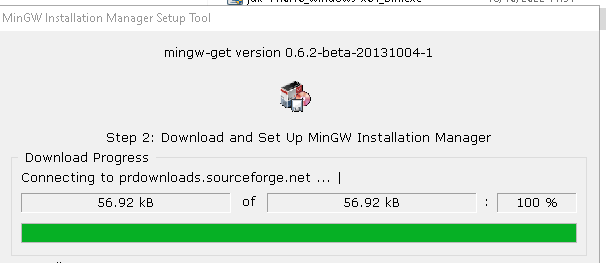 MinGW Installation Manager Setup Tool
mingw-get version 0.6.2-beta-20131004-1
Step 2: Download and Set Up MinGW Installation Manager
Download Progress
Connecting to prdownloads.sourceforge.net ... |
56.92 kB of 56.92 kB : 100 %